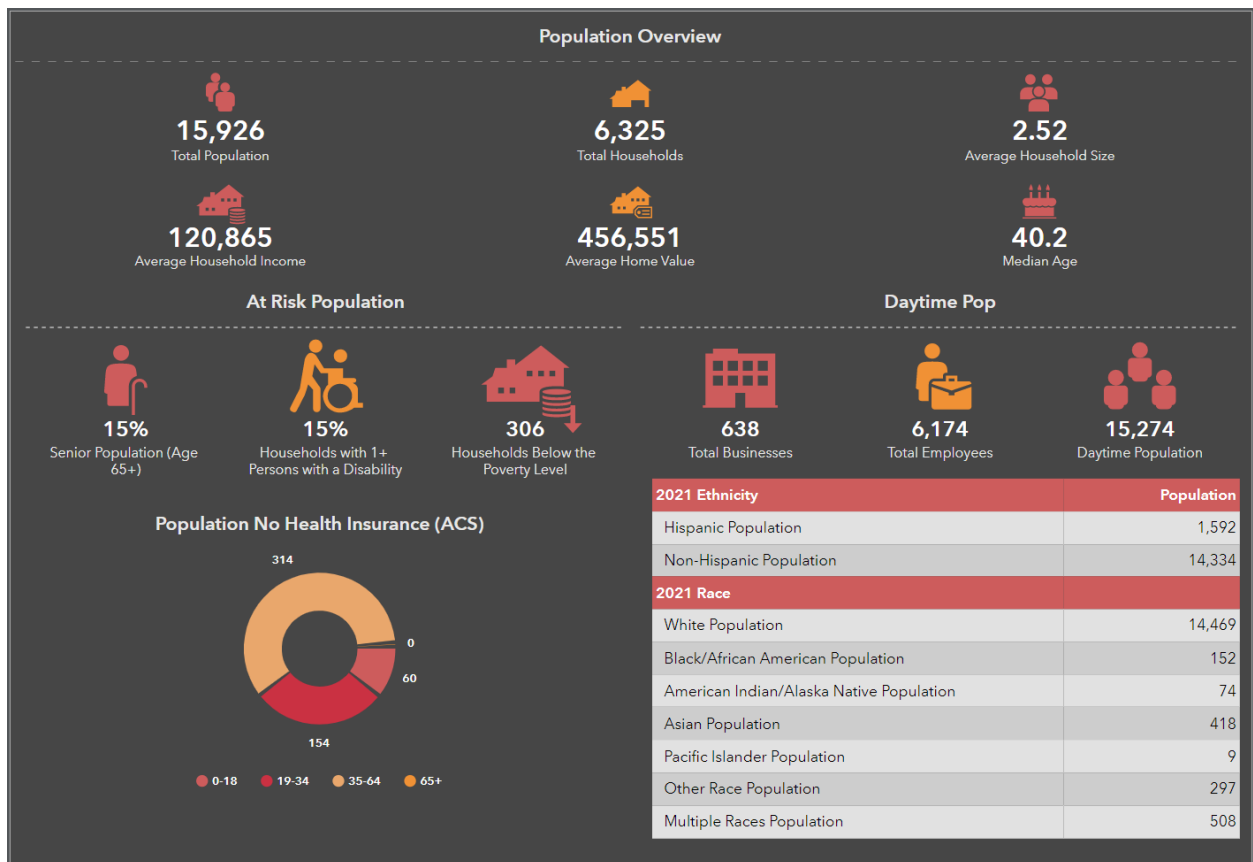 Population Overview
15,926
Total Population
6,325
Total Households
2.52
Average Household Size
120,865
Average Household Income
456,551
Average Home Value
40.2
Median Age
At Risk Population
15%
Senior Population (Age
65+)
15%
Households with 1+
Persons with a Disability
306
Households Below the
Poverty Level
Daytime Pop
638
Total Businesses
6,174
Total Employees
15,274
Daytime Population
Population No Health Insurance (ACS)
314
0
60
154
0-18 19-34 35-64 65+
2021 Ethnicity Population
Hispanic Population 1,592
Non-Hispanic Population 14,334
2021 Race
White Population 14,469
Black/African American Population 152
American Indian/Alaska Native Population 74
Asian Population 418
Pacific Islander Population 9
Other Race Population 297
Multiple Races Population 508